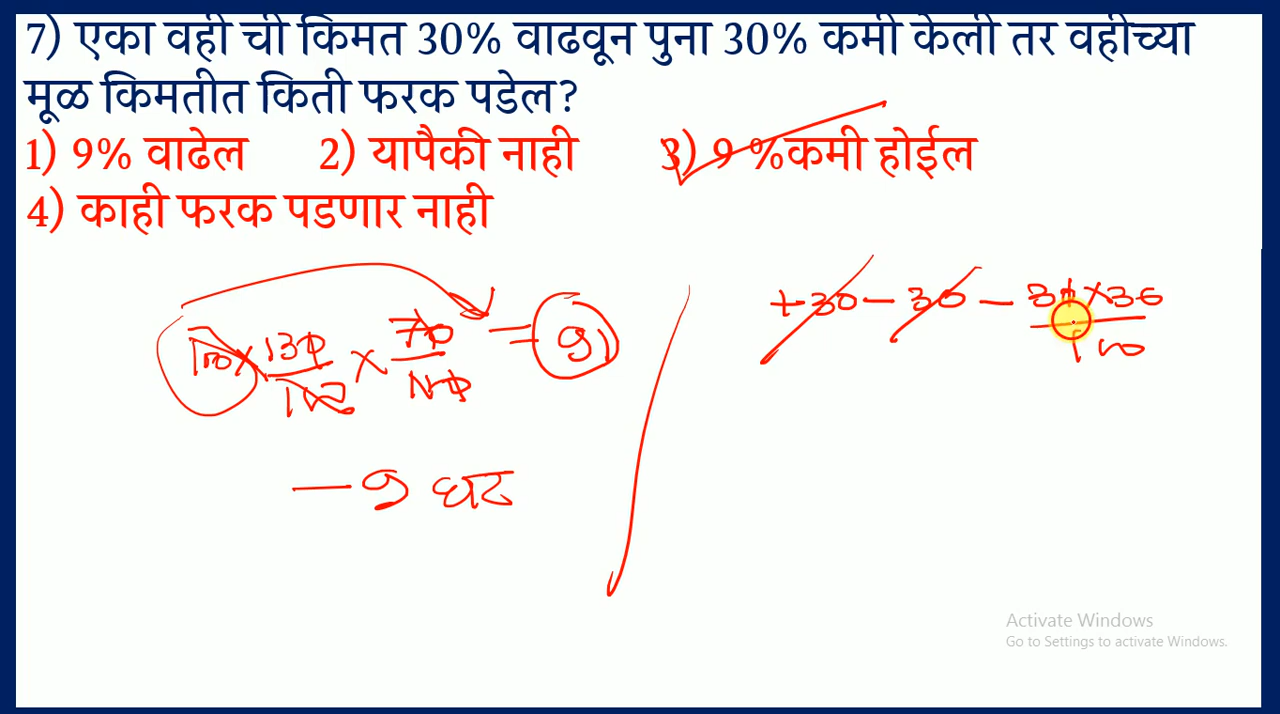 7) एका वही ची किमत 30% वाढवून पुना 30% कमी केली तर वहीच्या
मूळ किमतीत किती फरक पडेल?
1) 9% वाढेल 2) यापैकी नाही 3) 9 %कमी होईल
4) काही फरक पडणार नाही
+30 - 30 - 30×30
100
100 × 130 × 70 = 91
100 100
- 9 घट
Activate Windows
Go to Settings to activate Windows.